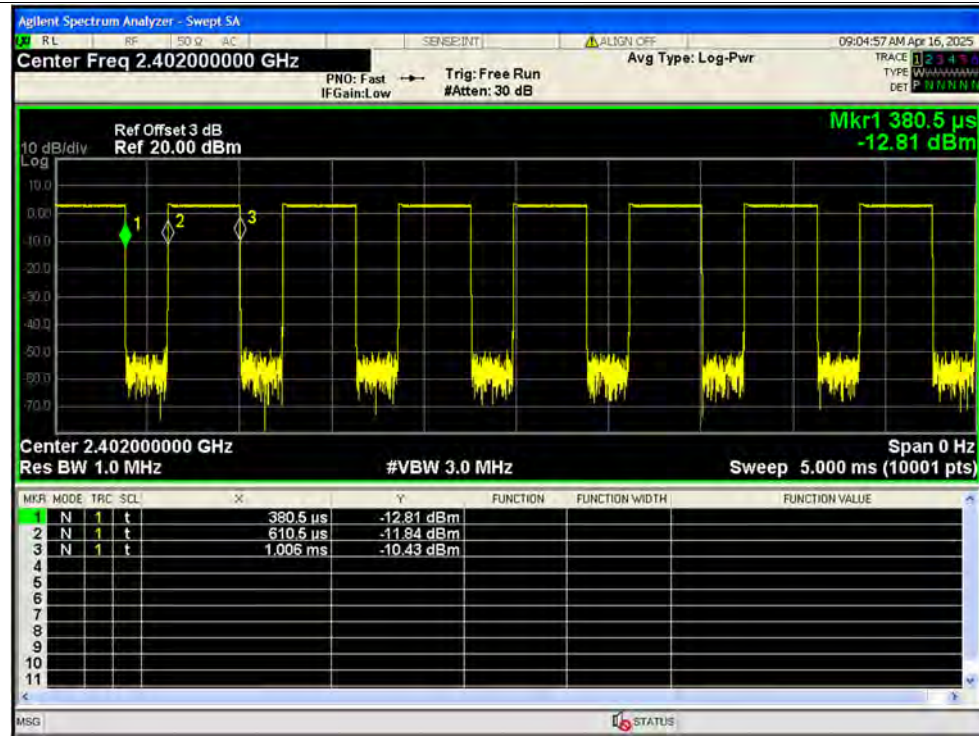 Agilent Spectrum Analyzer - Swept SA
RL RF 50 Ω AC SENSE:INT ALIGN OFF 09:04:57 AM Apr 16, 2025
Center Freq 2.402000000 GHz Avg Type: Log-Pwr TRACE 1 2 3 4 5 6
PNO: Fast Trig: Free Run TYPE W
IFGain:Low #Atten: 30 dB DET P N N N N N
Mkr1 380.5 µs
Ref Offset 3 dB
10 dB/div Ref 20.00 dBm -12.81 dBm
Log
10.0
0.00
1 2 3
-10.0
-20.0
-30.0
-40.0
-50.0
-60.0
-70.0
Center 2.402000000 GHz Span 0 Hz
Res BW 1.0 MHz #VBW 3.0 MHz Sweep 5.000 ms (10001 pts)
MKR MODE TRC SCL X Y FUNCTION FUNCTION WIDTH FUNCTION VALUE
1 N 1 t 380.5 µs -12.81 dBm
2 N 1 t 610.5 µs -11.84 dBm
3 N 1 t 1.006 ms -10.43 dBm
4
5
6
7
8
9
10
11
MSG STATUS